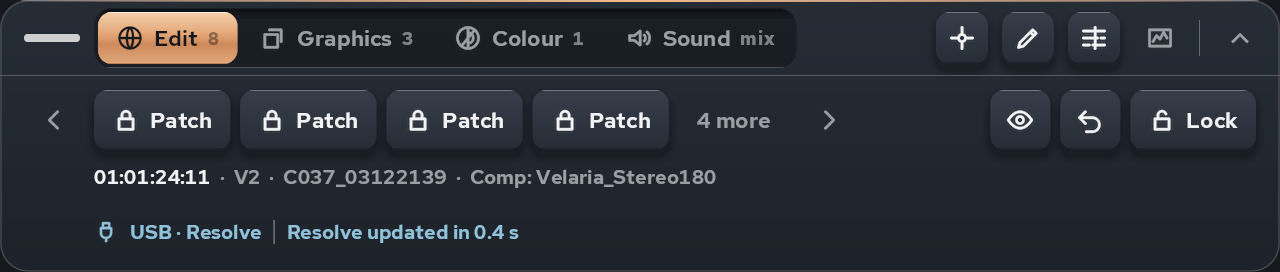 Edit 8 Graphics 3 Colour 1 Sound mix
Patch Patch Patch Patch 4 more Lock
01:01:24:11 · V2 · C037_03122139 · Comp: Velaria_Stereo180
USB · Resolve | Resolve updated in 0.4 s